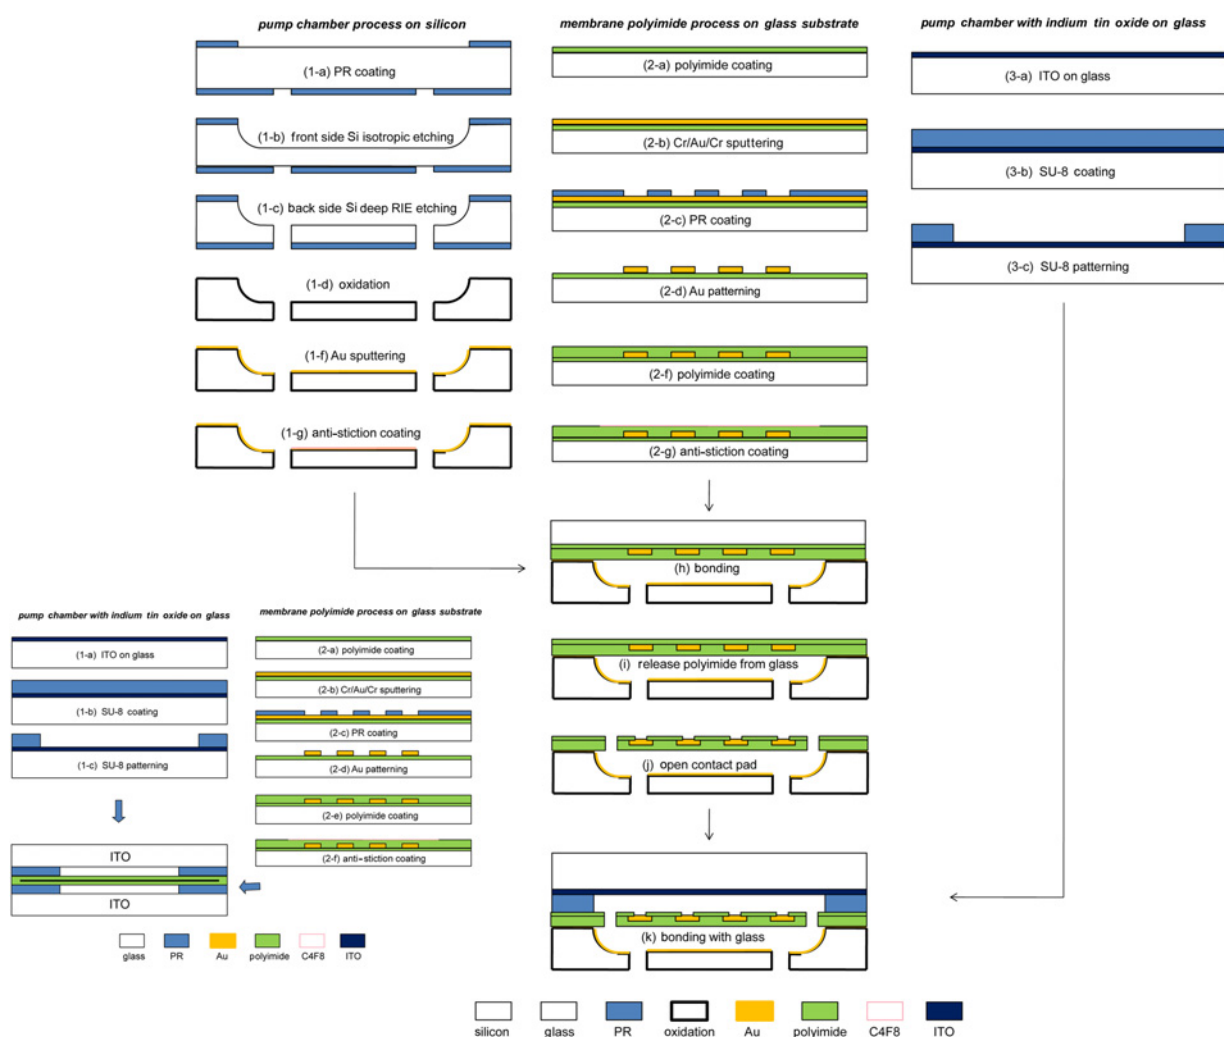 pump chamber process on silicon
(1-a) PR coating
(1-b) front side Si isotropic etching
(1-c) back side Si deep RIE etching
(1-d) oxidation
(1-f) Au sputtering
(1-g) anti-stiction coating
membrane polyimide process on glass substrate
(2-a) polyimide coating
(2-b) Cr/Au/Cr sputtering
(2-c) PR coating
(2-d) Au patterning
(2-f) polyimide coating
(2-g) anti-stiction coating
pump chamber with indium tin oxide on glass
(3-a) ITO on glass
(3-b) SU-8 coating
(3-c) SU-8 patterning
(h) bonding
(i) release polyimide from glass
(j) open contact pad
(k) bonding with glass
pump chamber with indium tin oxide on glass
(1-a) ITO on glass
(1-b) SU-8 coating
(1-c) SU-8 patterning
ITO
ITO
membrane polyimide process on glass substrate
(2-a) polyimide coating
(2-b) Cr/Au/Cr sputtering
(2-c) PR coating
(2-d) Au patterning
(2-e) polyimide coating
(2-f) anti-stiction coating
glass PR Au polyimide C4F8 ITO
silicon glass PR oxidation Au polyimide C4F8 ITO